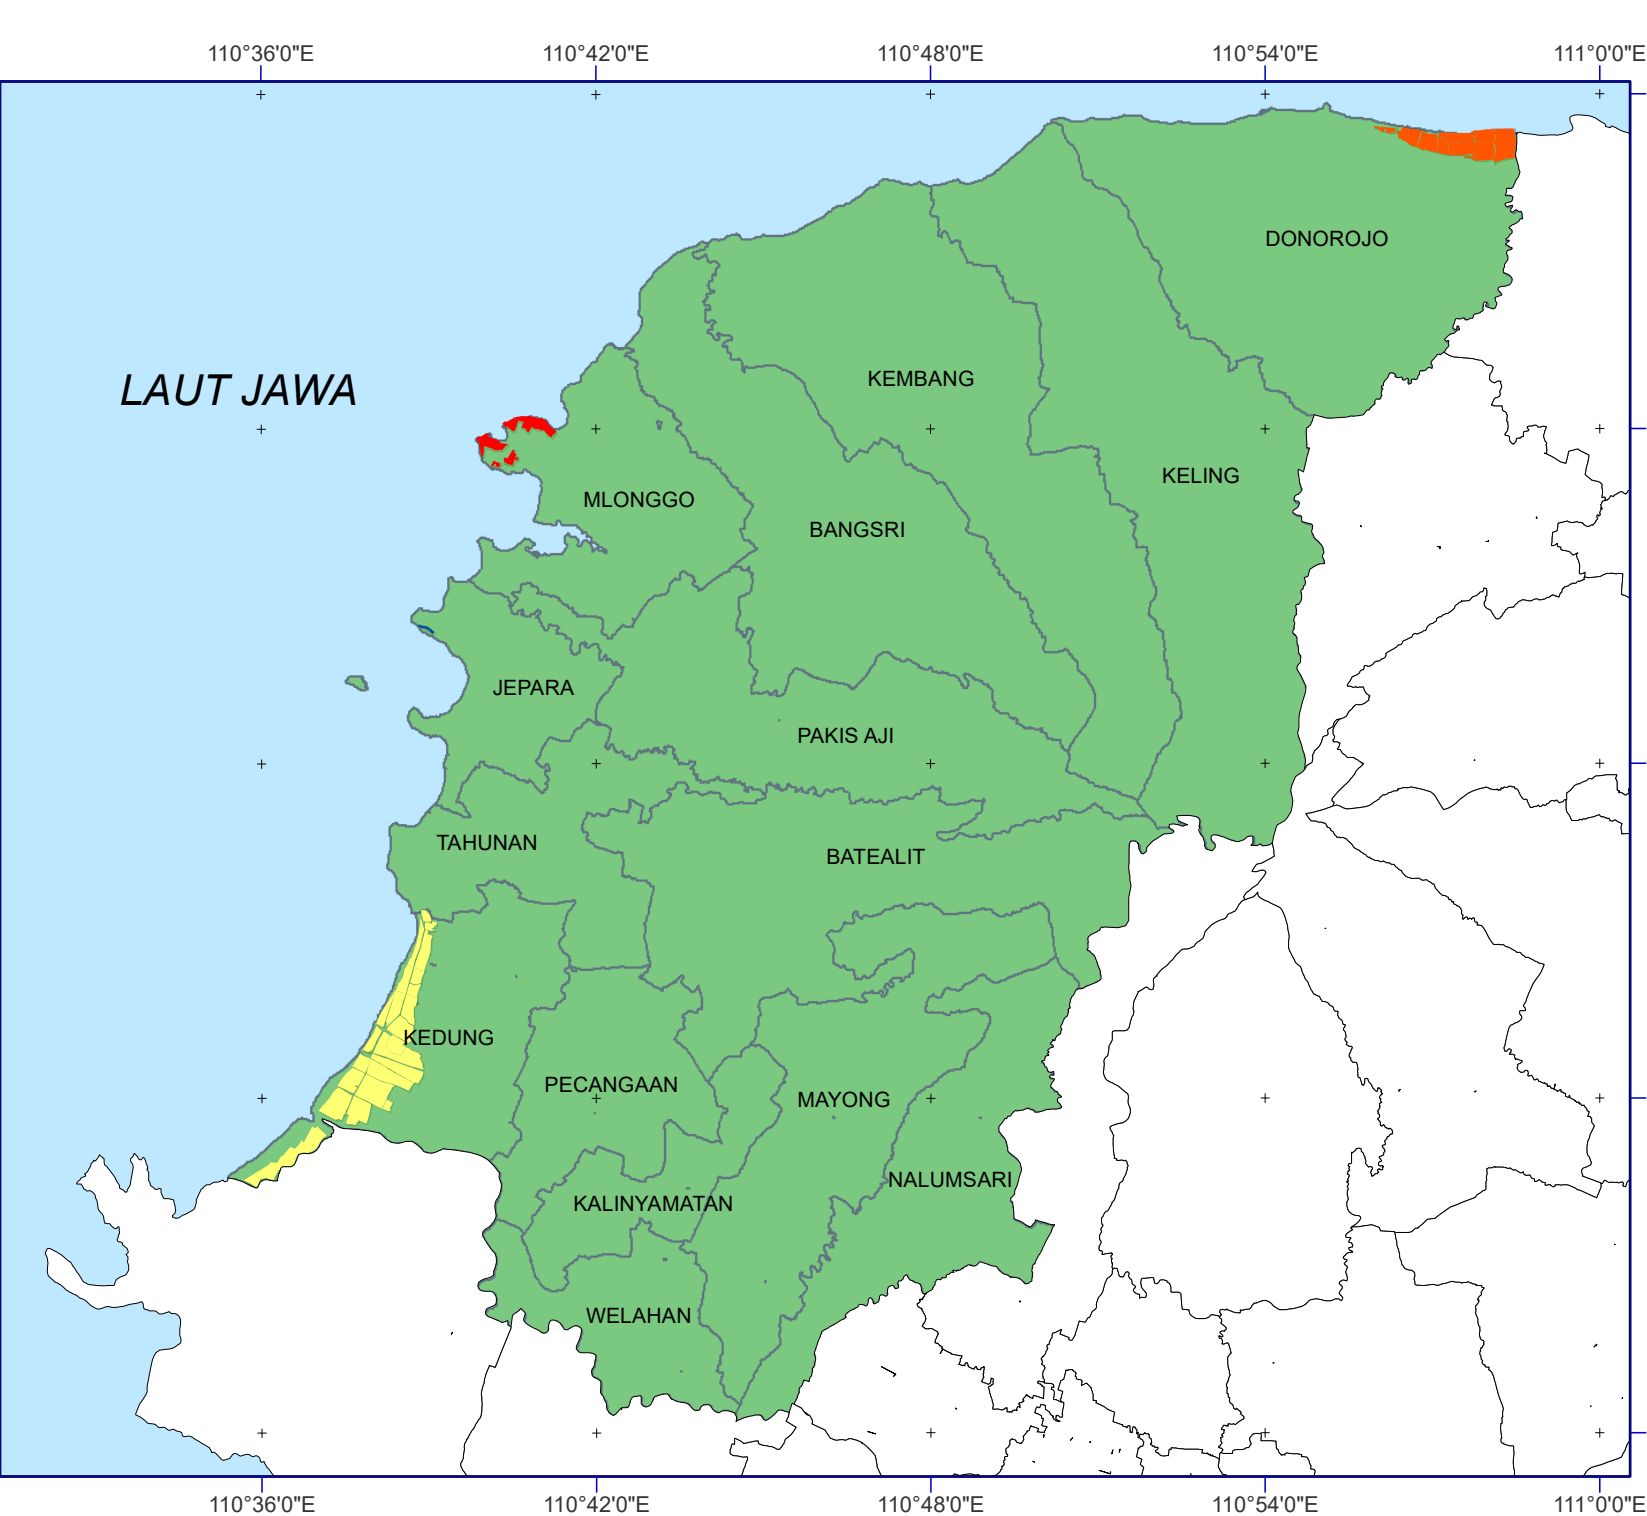 110°36'0"E
110°42'0"E
110°48'0"E
110°54'0"E
111°0'0"E
DONOROJO
LAUT JAWA
KEMBANG
KELING
MLONGGO
BANGSRI
JEPARA
PAKIS AJI
TAHUNAN
BATEALIT
KEDUNG
PECANGAAN
MAYONG
NALUMSARI
KALINYAMATAN
WELAHAN
110°36'0"E
110°42'0"E
110°48'0"E
110°54'0"E
111°0'0"E